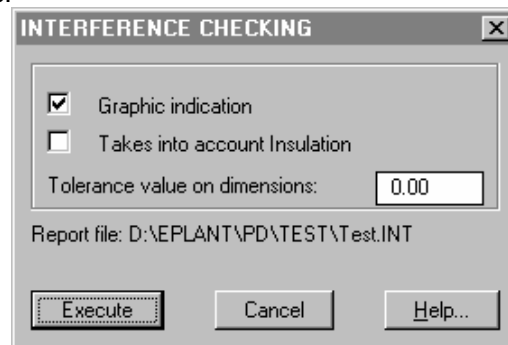 INTERFERENCE CHECKING
Graphic indication
Takes into account Insulation
Tolerance value on dimensions: 0.00
Report file: D:\EPLANT\PD\TEST\Test.INT
Execute Cancel Help...